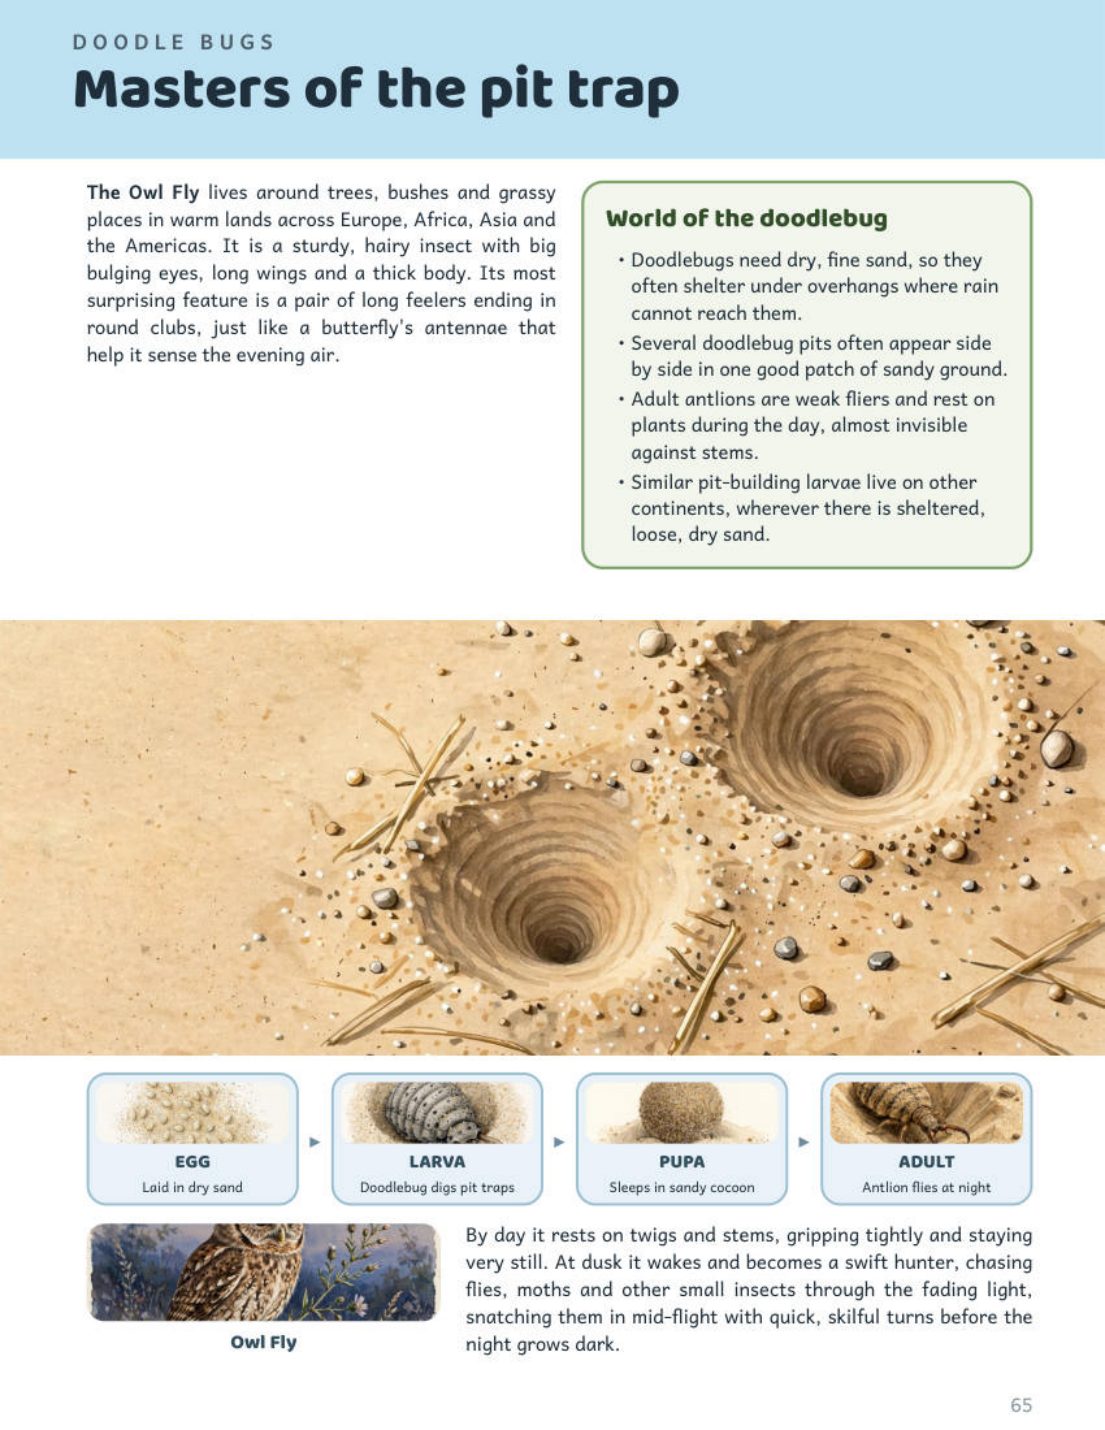 DOODLE BUGS
Masters of the pit trap
The Owl Fly lives around trees, bushes and grassy
places in warm lands across Europe, Africa, Asia and
the Americas. It is a sturdy, hairy insect with big
bulging eyes, long wings and a thick body. Its most
surprising feature is a pair of long feelers ending in
round clubs, just like a butterfly's antennae that
help it sense the evening air.
World of the doodlebug
• Doodlebugs need dry, fine sand, so they
often shelter under overhangs where rain
cannot reach them.
• Several doodlebug pits often appear side
by side in one good patch of sandy ground.
• Adult antlions are weak fliers and rest on
plants during the day, almost invisible
against stems.
• Similar pit-building larvae live on other
continents, wherever there is sheltered,
loose, dry sand.
EGG
Laid in dry sand
LARVA
Doodlebug digs pit traps
PUPA
Sleeps in sandy cocoon
ADULT
Antlion flies at night
Owl Fly
By day it rests on twigs and stems, gripping tightly and staying
very still. At dusk it wakes and becomes a swift hunter, chasing
flies, moths and other small insects through the fading light,
snatching them in mid-flight with quick, skilful turns before the
night grows dark.
65